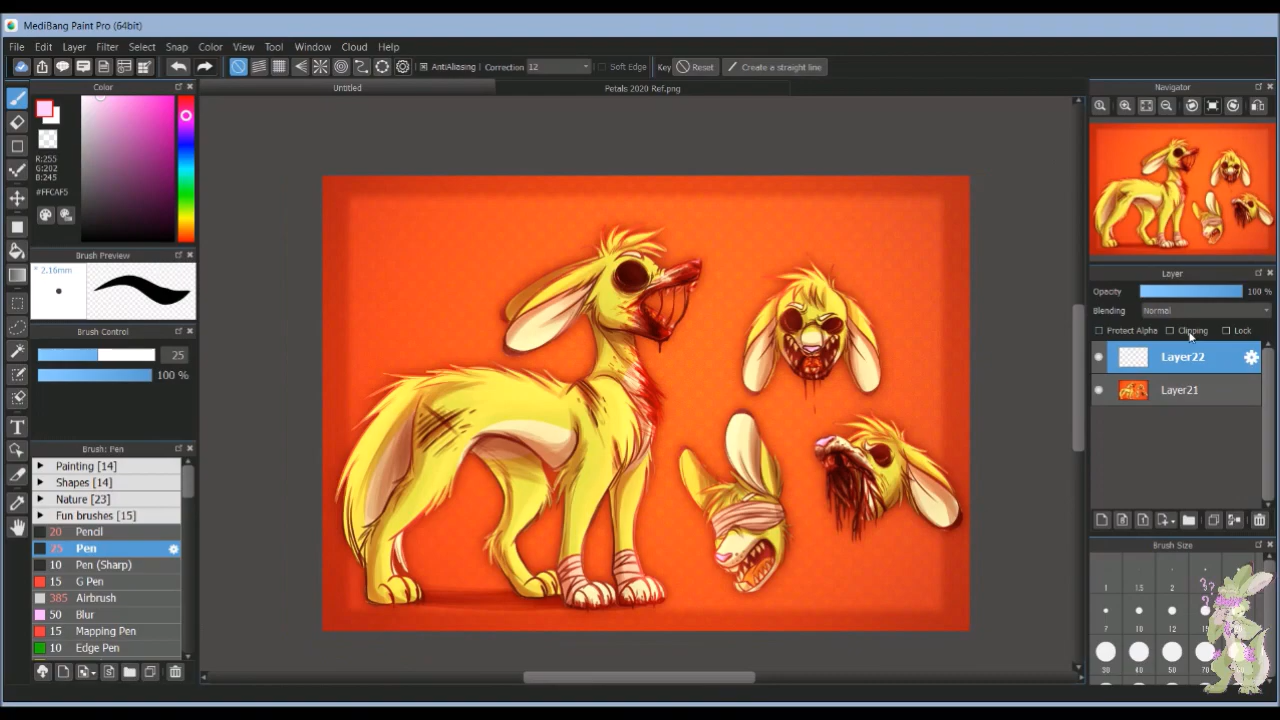 MediBang Paint Pro (64bit)
File Edit Layer Filter Select Snap Color View Tool Window Cloud Help
AntiAliasing Correction 12 Soft Edge Key Reset Create a straight line
Color
Untitled
Petals 2020 Ref.png
Navigator
R:255
G:202
B:245
#FFCAF5
Brush Preview
* 2.16mm
Brush Control
25
100 %
Brush: Pen
Painting [14]
Shapes [14]
Nature [23]
Fun brushes [15]
20 Pencil
25 Pen
10 Pen (Sharp)
15 G Pen
385 Airbrush
50 Blur
15 Mapping Pen
10 Edge Pen
Layer
Opacity 100 %
Blending Normal
Protect Alpha Clipping Lock
Layer22
Layer21
Brush Size
1 1.5 2
7 10 12
30 40 50 70